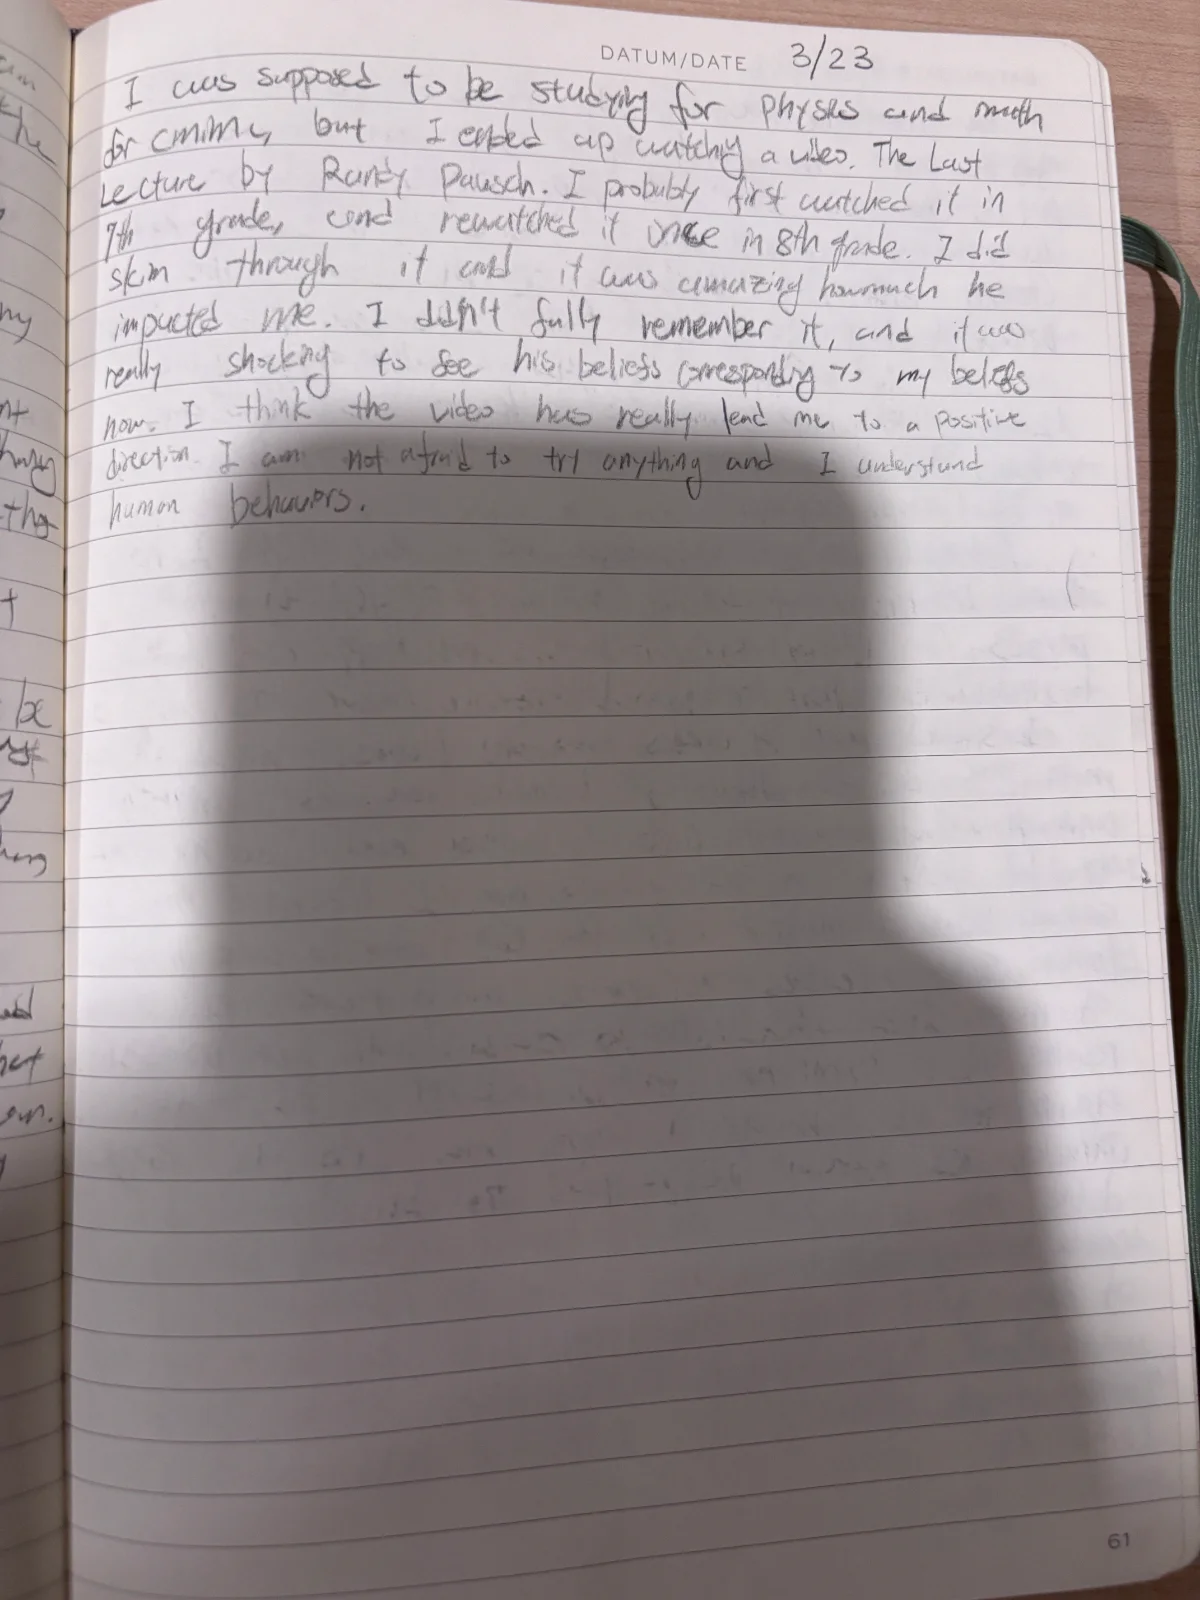 DATUM/DATE 3/23
I was supposed to be studying for physics and math
for cmimc, but I ended up watching a video. The Last
Lecture by Randy Pausch. I probably first watched it in
7th grade, and rewatched it once in 8th grade. I did
skim through it and it was amazing how much he
impacted me. I didn't fully remember it, and it was
really shocking to see his beliefs corresponding to my beliefs
now. I think the video has really lead me to a positive
direction. I am not afraid to try anything and I understand
human behaviors.
61
the
my
be